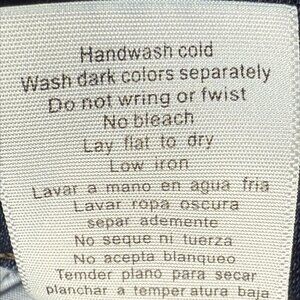 Handwash cold
Wash dark colors separately
Do not wring or fwist
No bleach
Lay flat to dry
Low iron
Lavar a mano en agua fria
Lavar ropa oscura
separ ademente
No seque ni tuerza
No acepta blanqueo
Temder plano para secar
planchar a temper atura baja